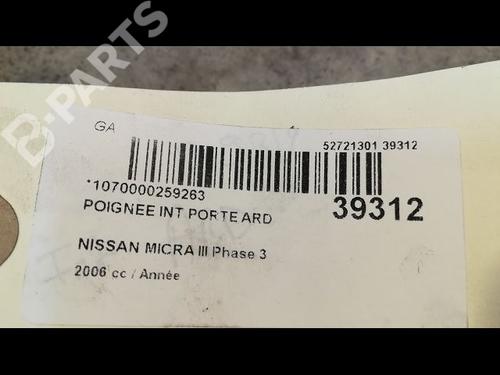 B-PARTS
GA
52721301 39312
*1070000259263
POIGNEE INT PORTE ARD
39312
NISSAN MICRA III Phase 3
2006 cc / Année